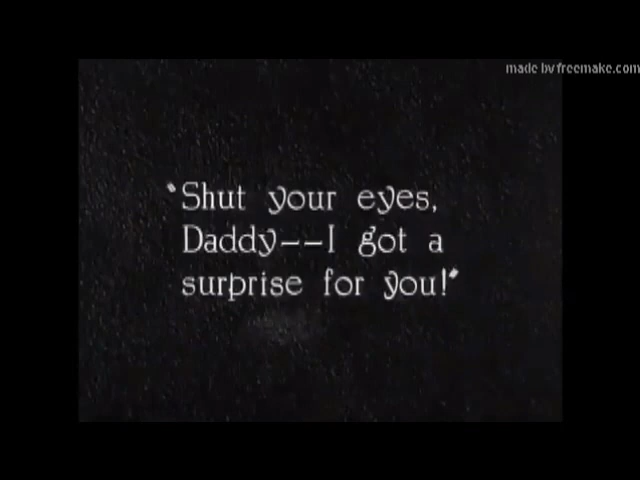 made by freemake.com
"Shut your eyes,
Daddy--I got a
surprise for you!"